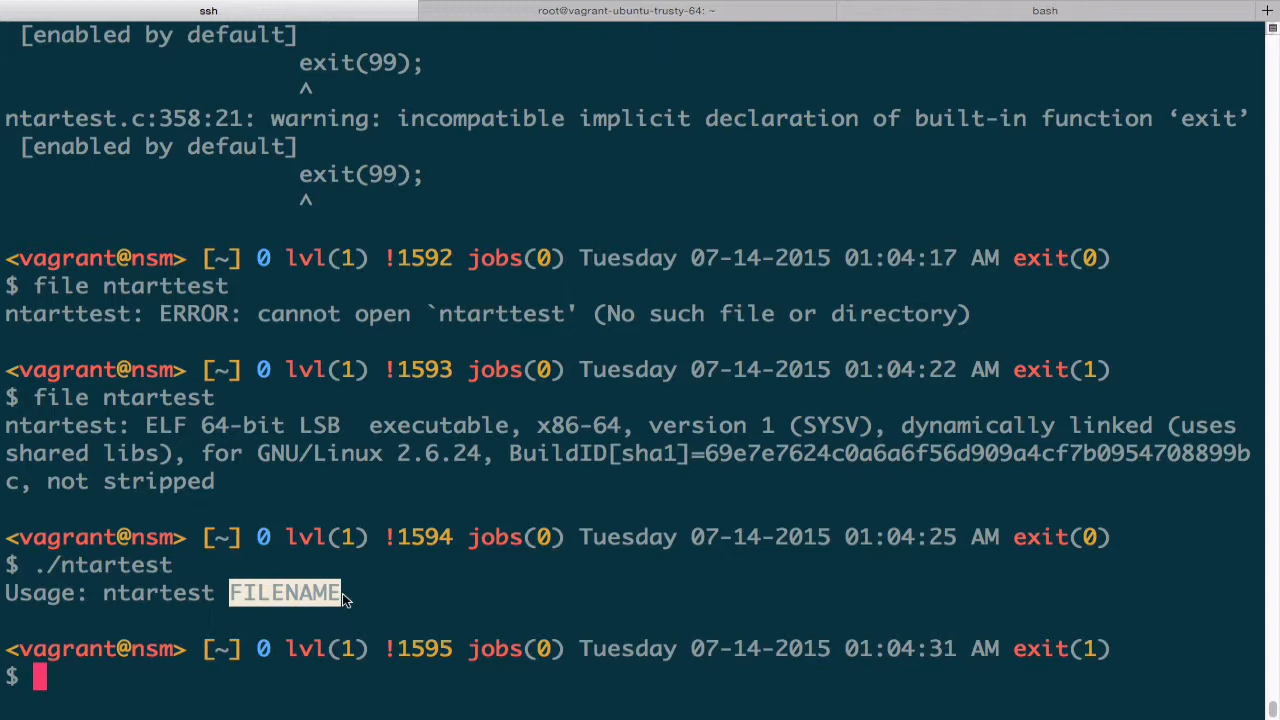 ssh
root@vagrant-ubuntu-trusty-64: ~
bash
+
[enabled by default]
exit(99);
^
ntartest.c:358:21: warning: incompatible implicit declaration of built-in function ‘exit’
[enabled by default]
exit(99);
^
<vagrant@nsm> [~] 0 lvl(1) !1592 jobs(0) Tuesday 07-14-2015 01:04:17 AM exit(0)
$ file ntarttest
ntarttest: ERROR: cannot open `ntarttest' (No such file or directory)
<vagrant@nsm> [~] 0 lvl(1) !1593 jobs(0) Tuesday 07-14-2015 01:04:22 AM exit(1)
$ file ntartest
ntartest: ELF 64-bit LSB  executable, x86-64, version 1 (SYSV), dynamically linked (uses
shared libs), for GNU/Linux 2.6.24, BuildID[sha1]=69e7e7624c0a6a6f56d909a4cf7b0954708899b
c, not stripped
<vagrant@nsm> [~] 0 lvl(1) !1594 jobs(0) Tuesday 07-14-2015 01:04:25 AM exit(0)
$ ./ntartest
Usage: ntartest FILENAME
<vagrant@nsm> [~] 0 lvl(1) !1595 jobs(0) Tuesday 07-14-2015 01:04:31 AM exit(1)
$